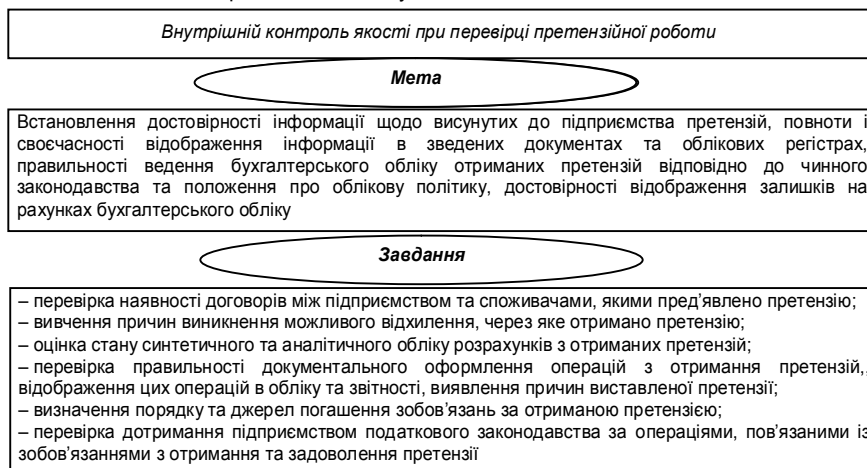 Внутрішній контроль якості при перевірці претензійної роботи
Мета
Встановлення достовірності інформації щодо висунутих до підприємства претензій, повноти і
своєчасності відображення інформації в зведених документах та облікових регістрах,
правильності ведення бухгалтерського обліку отриманих претензій відповідно до чинного
законодавства та положення про облікову політику, достовірності відображення залишків на
рахунках бухгалтерського обліку
Завдання
– перевірка наявності договорів між підприємством та споживачами, якими пред’явлено претензію;
– вивчення причин виникнення можливого відхилення, через яке отримано претензію;
– оцінка стану синтетичного та аналітичного обліку розрахунків з отриманих претензій;
– перевірка правильності документального оформлення операцій з отримання претензій,,
відображення цих операцій в обліку та звітності, виявлення причин виставленої претензії;
– визначення порядку та джерел погашення зобов’язань за отриманою претензією;
– перевірка дотримання підприємством податкового законодавства за операціями, пов’язаними із
зобов’язаннями з отримання та задоволення претензії